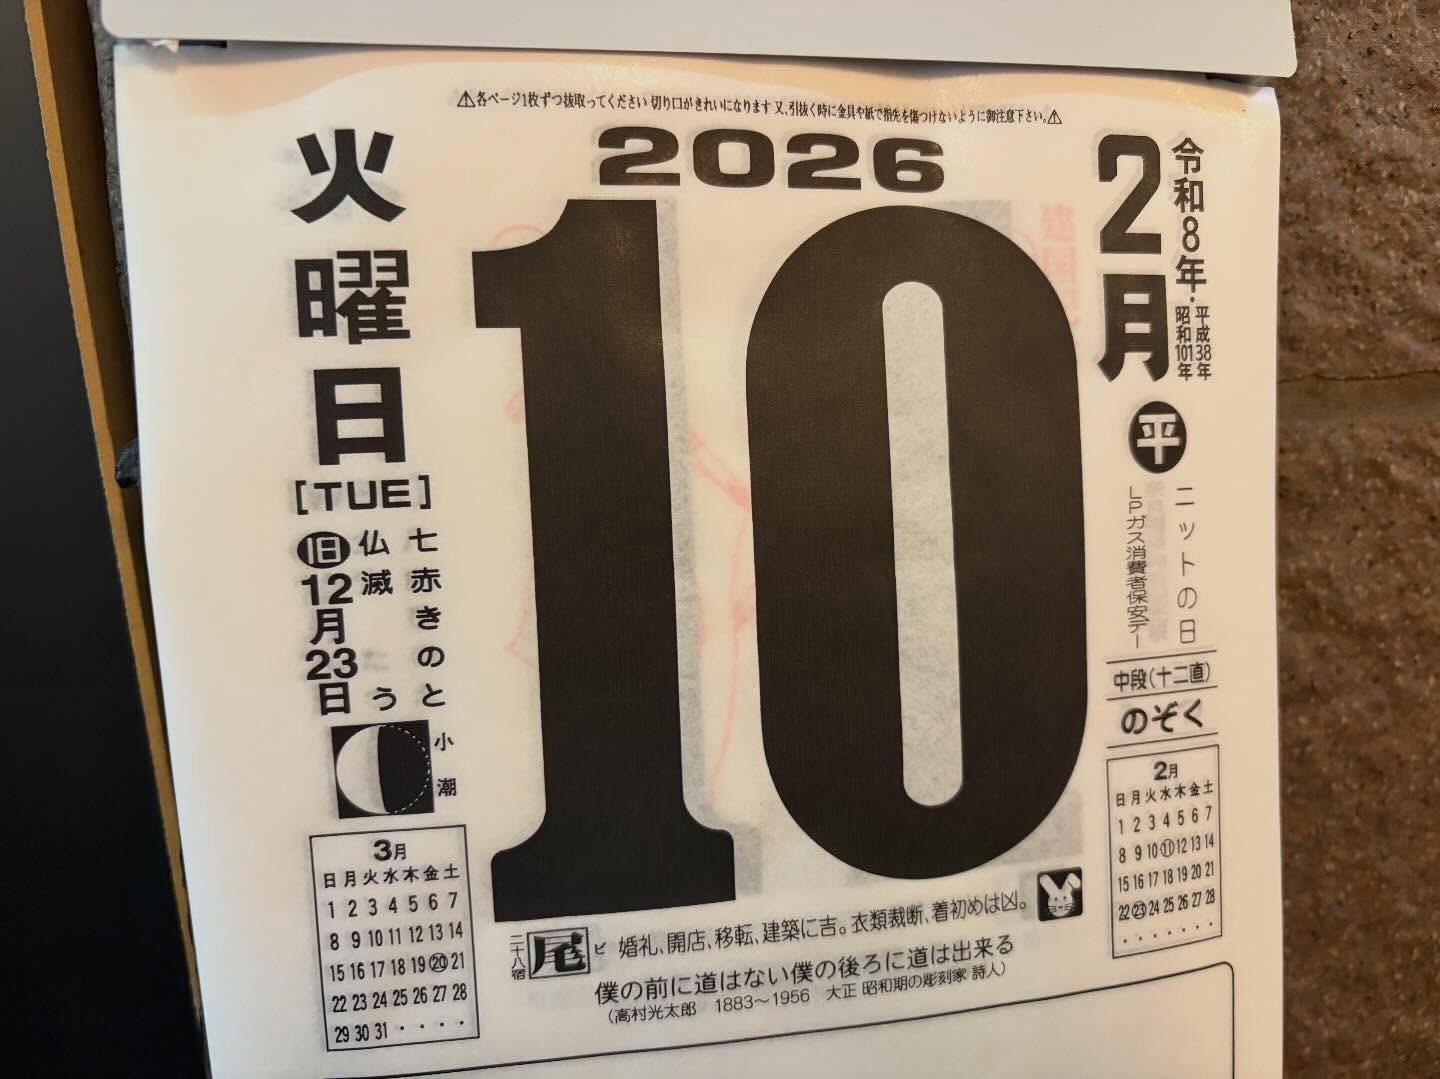 ⚠各ページ1枚ずつ抜取ってください 切り口がきれいになります 又、引抜く時に金具や紙で指先を傷つけないように御注意下さい。⚠
2026
2月
令和8年・平成38年
昭和101年
火曜日
[TUE]
10
平
ニットの日
LPガス消費者保安デー
中段(十二直)
のぞく
七赤きのと
仏滅 う
旧12月23日
小潮
2月
日月火水木金土
1 2 3 4 5 6 7
8 9 10 ⑪ 12 13 14
15 16 17 18 19 20 21
22 ㉓ 24 25 26 27 28
・・・・・・・
3月
日月火水木金土
1 2 3 4 5 6 7
8 9 10 11 12 13 14
15 16 17 18 19 ⑳ 21
22 23 24 25 26 27 28
29 30 31 ・・・・
二十八宿 尾 ビ 婚礼、開店、移転、建築に吉。衣類裁断、着初めは凶。
僕の前に道はない僕の後ろに道は出来る
(高村光太郎 1883～1956 大正 昭和期の彫刻家 詩人)